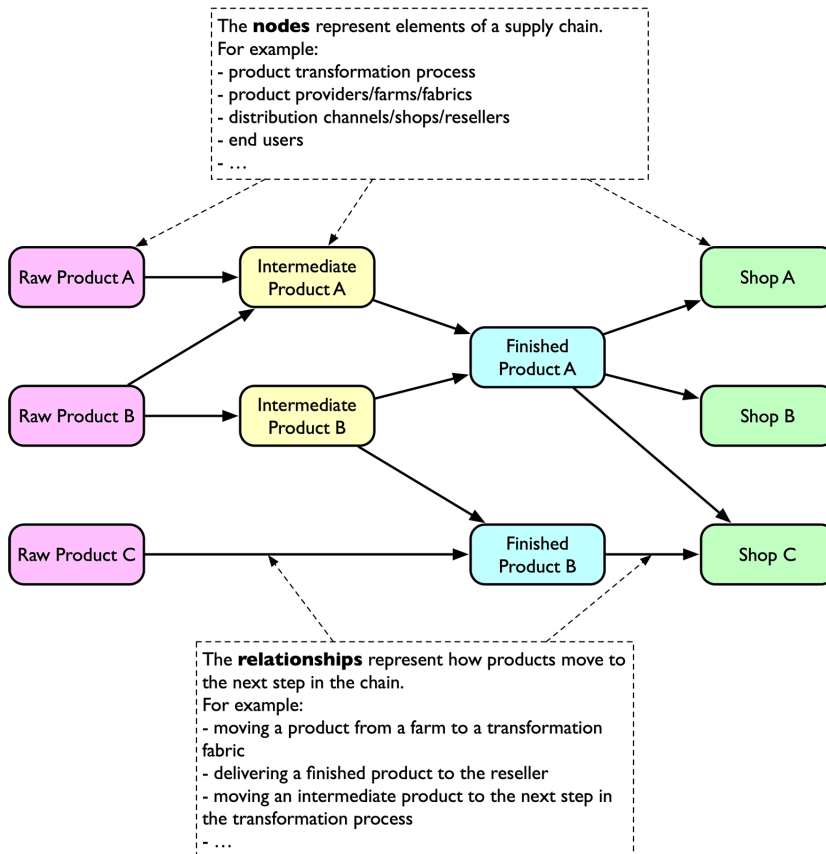 The nodes represent elements of a supply chain.
For example:
- product transformation process
- product providers/farms/fabrics
- distribution channels/shops/resellers
- end users
- …
Raw Product A
Intermediate
Product A
Shop A
Finished
Product A
Raw Product B
Intermediate
Product B
Shop B
Raw Product C
Finished
Product B
Shop C
The relationships represent how products move to
the next step in the chain.
For example:
- moving a product from a farm to a transformation
fabric
- delivering a finished product to the reseller
- moving an intermediate product to the next step in
the transformation process
- …